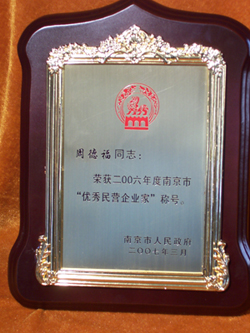 周德福同志：
荣获二00六年度南京市
“优秀民营企业家”称号。
南京市人民政府
二00七年三月